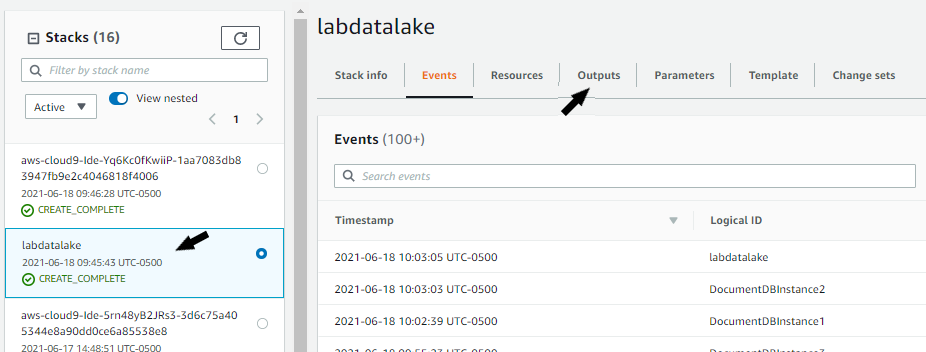 Stacks (16)
Filter by stack name
Active
View nested
1
aws-cloud9-Ide-Yq6Kc0fKwiiP-1aa7083db8
3947fb9e2c4046818f4006
2021-06-18 09:46:28 UTC-0500
CREATE_COMPLETE
labdatalake
2021-06-18 09:45:43 UTC-0500
CREATE_COMPLETE
aws-cloud9-Ide-5rn48yB2JRs3-3d6c75a40
5344e8a90dd0ce6a85538e8
2021-06-17 14:48:51 UTC-0500
labdatalake
Stack info Events Resources Outputs Parameters Template Change sets
Events (100+)
Search events
Timestamp Logical ID
2021-06-18 10:03:05 UTC-0500 labdatalake
2021-06-18 10:03:03 UTC-0500 DocumentDBInstance2
2021-06-18 10:02:39 UTC-0500 DocumentDBInstance1